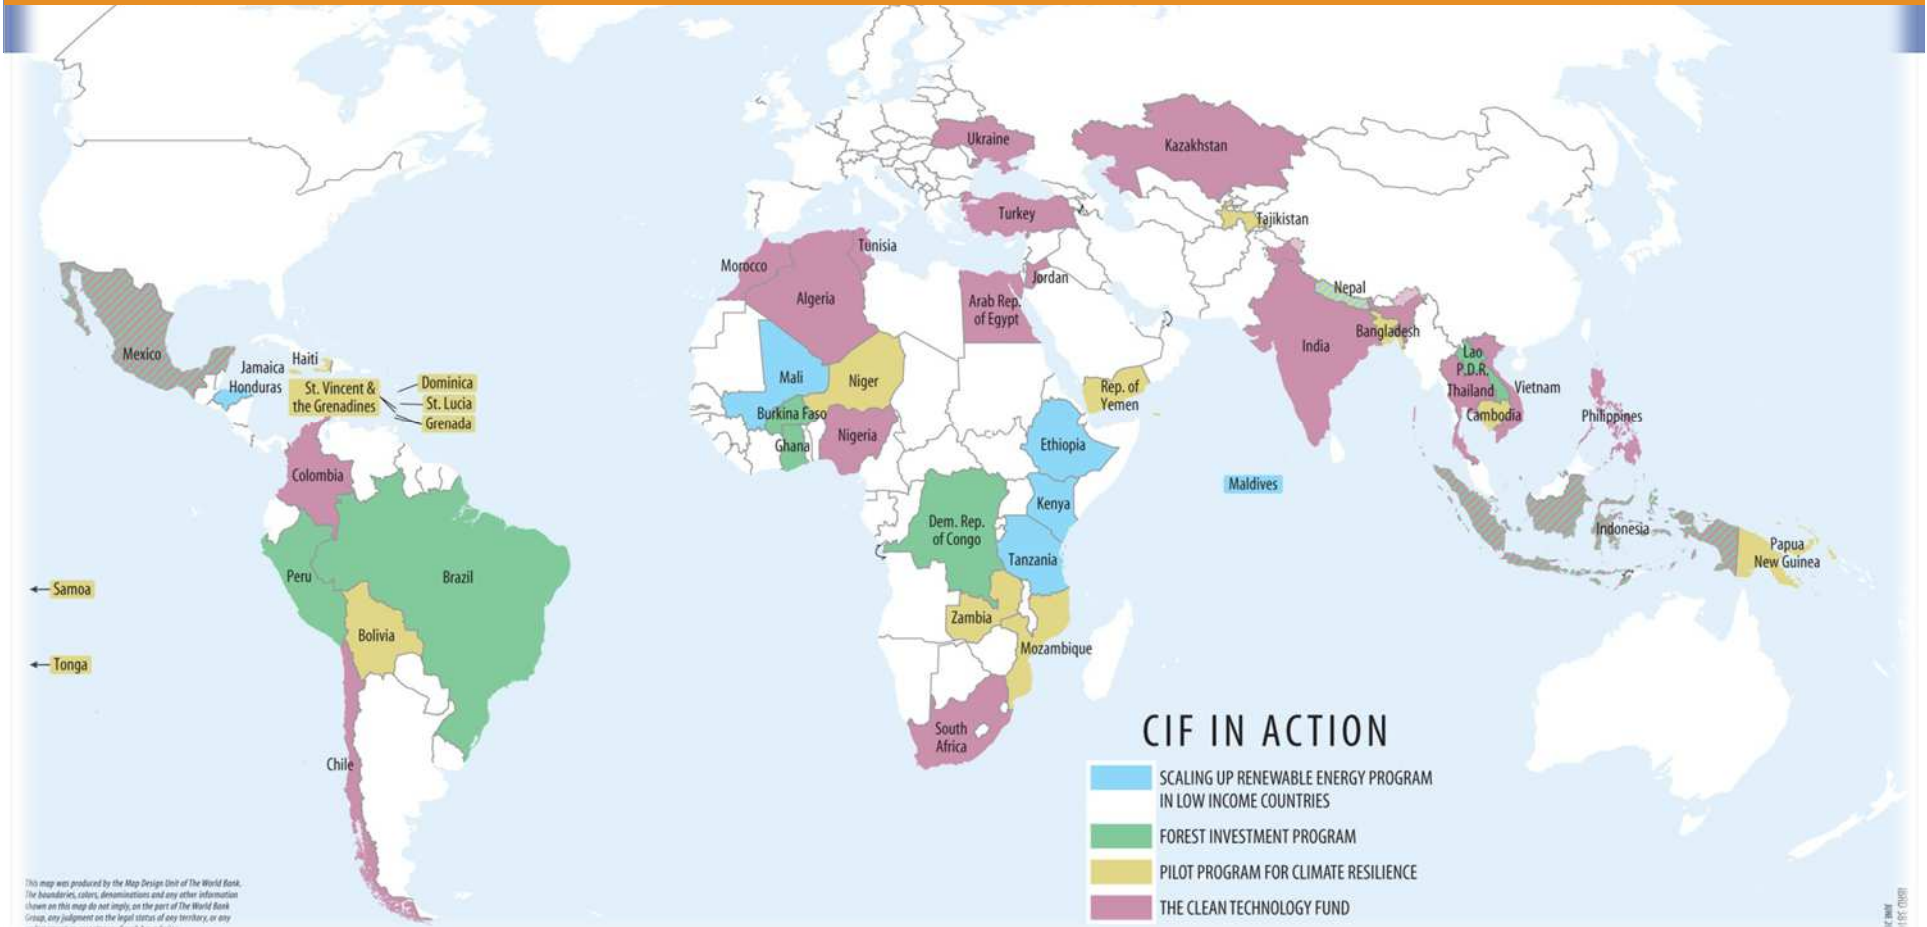 Ukraine
Kazakhstan
Turkey
Tajikistan
Tunisia
Morocco
Jordan
Algeria
Arab Rep.
of Egypt
Nepal
Bangladesh
India
Mexico
Jamaica
Haiti
Honduras
St. Vincent &
the Grenadines
Dominica
St. Lucia
Grenada
Mali
Niger
Rep. of
Yemen
Lao
P.D.R.
Thailand
Vietnam
Cambodia
Philippines
Burkina Faso
Ghana
Nigeria
Ethiopia
Colombia
Maldives
Kenya
Dem. Rep.
of Congo
Indonesia
Tanzania
Papua
New Guinea
Peru
Brazil
Samoa
Zambia
Bolivia
Mozambique
Tonga
South
Africa
Chile
CIF IN ACTION
SCALING UP RENEWABLE ENERGY PROGRAM
IN LOW INCOME COUNTRIES
FOREST INVESTMENT PROGRAM
PILOT PROGRAM FOR CLIMATE RESILIENCE
THE CLEAN TECHNOLOGY FUND
This map was produced by the Map Design Unit of The World Bank.
The boundaries, colors, denominations and any other information
shown on this map do not imply, on the part of The World Bank
Group, any judgment on the legal status of any territory, or any
IBRD
JUNE